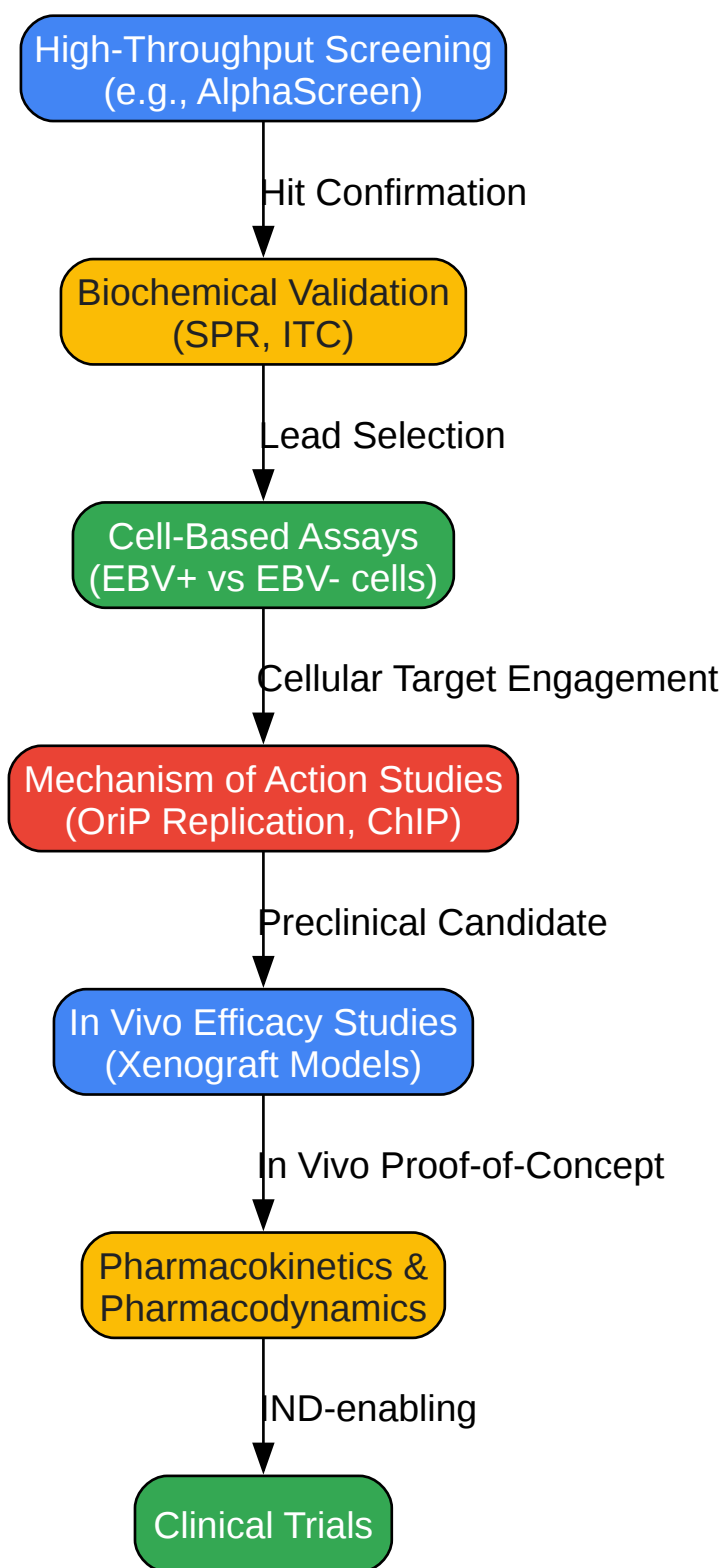 High-Throughput Screening
(e.g., AlphaScreen)
Hit Confirmation
Biochemical Validation
(SPR, ITC)
Lead Selection
Cell-Based Assays
(EBV+ vs EBV- cells)
Cellular Target Engagement
Mechanism of Action Studies
(OriP Replication, ChIP)
Preclinical Candidate
In Vivo Efficacy Studies
(Xenograft Models)
In Vivo Proof-of-Concept
Pharmacokinetics &
Pharmacodynamics
IND-enabling
Clinical Trials